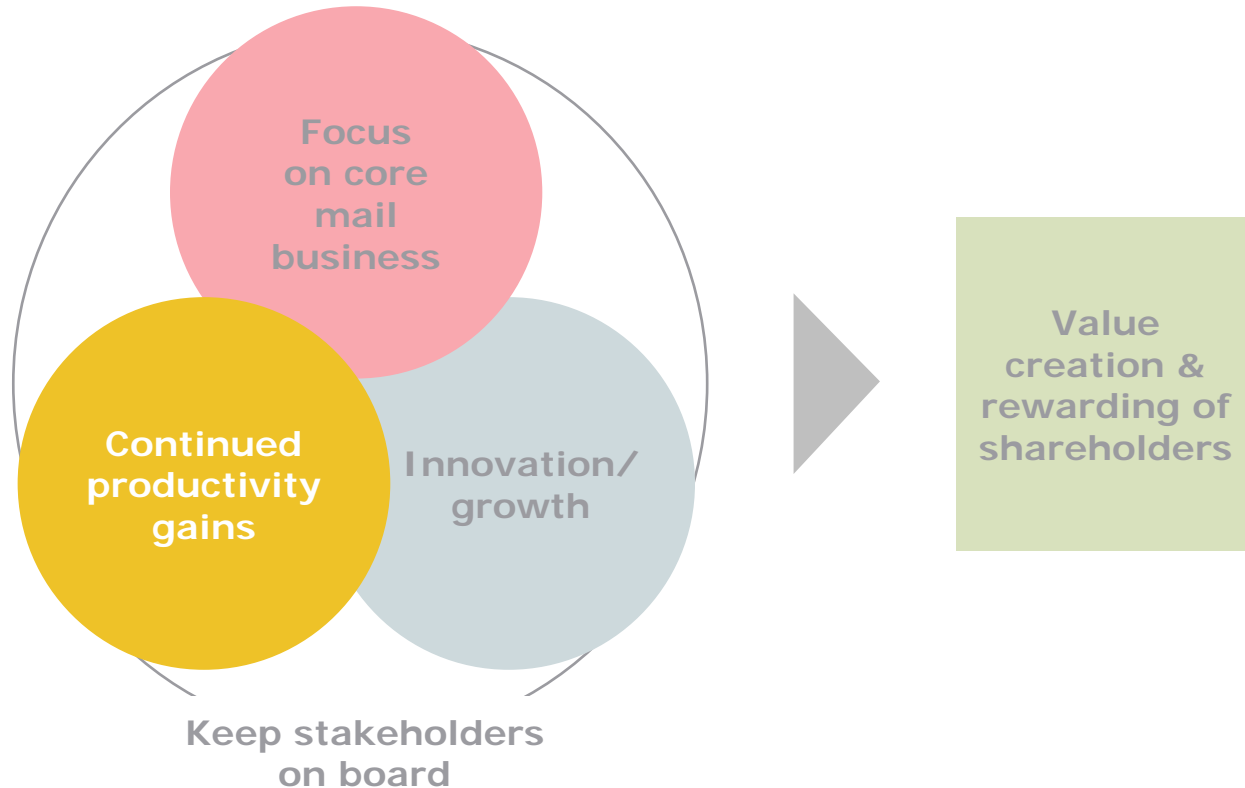 Focus
on core
mail
business
Continued
productivity
gains
Innovation/
growth
Keep stakeholders
on board
Value
creation &
rewarding of
shareholders